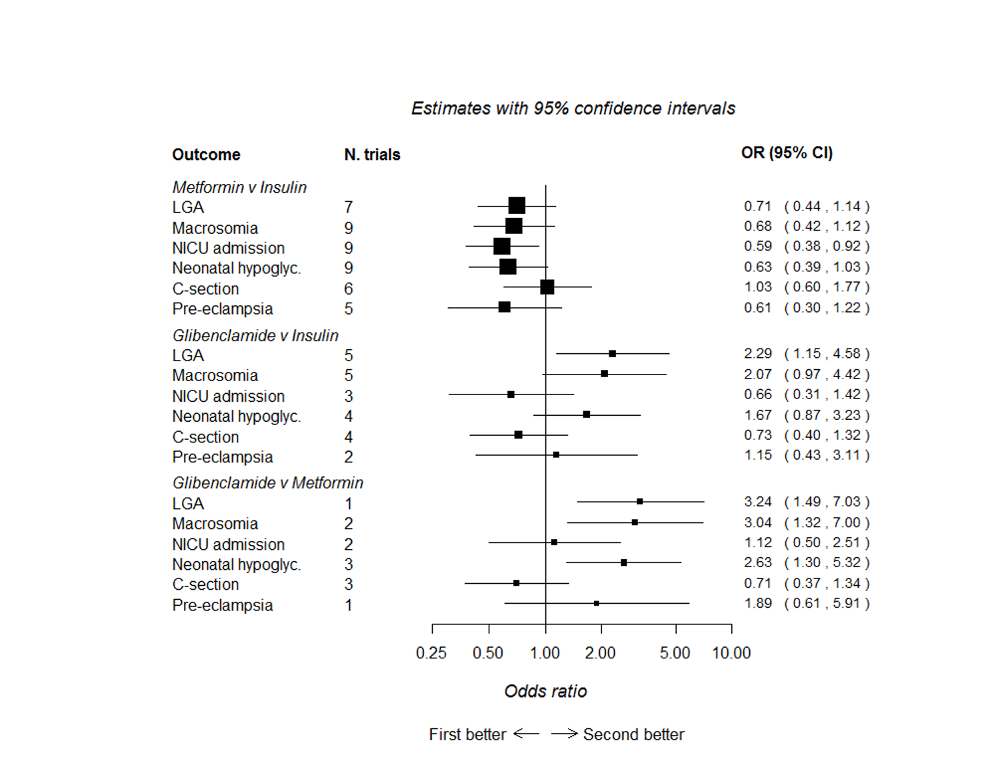 Estimates with 95% confidence intervals
Outcome N. trials OR (95% CI)
Metformin v Insulin
LGA 7 0.71 ( 0.44 , 1.14 )
Macrosomia 9 0.68 ( 0.42 , 1.12 )
NICU admission 9 0.59 ( 0.38 , 0.92 )
Neonatal hypoglyc. 9 0.63 ( 0.39 , 1.03 )
C-section 6 1.03 ( 0.60 , 1.77 )
Pre-eclampsia 5 0.61 ( 0.30 , 1.22 )
Glibenclamide v Insulin
LGA 5 2.29 ( 1.15 , 4.58 )
Macrosomia 5 2.07 ( 0.97 , 4.42 )
NICU admission 3 0.66 ( 0.31 , 1.42 )
Neonatal hypoglyc. 4 1.67 ( 0.87 , 3.23 )
C-section 4 0.73 ( 0.40 , 1.32 )
Pre-eclampsia 2 1.15 ( 0.43 , 3.11 )
Glibenclamide v Metformin
LGA 1 3.24 ( 1.49 , 7.03 )
Macrosomia 2 3.04 ( 1.32 , 7.00 )
NICU admission 2 1.12 ( 0.50 , 2.51 )
Neonatal hypoglyc. 3 2.63 ( 1.30 , 5.32 )
C-section 3 0.71 ( 0.37 , 1.34 )
Pre-eclampsia 1 1.89 ( 0.61 , 5.91 )
0.25 0.50 1.00 2.00 5.00 10.00
Odds ratio
First better Second better